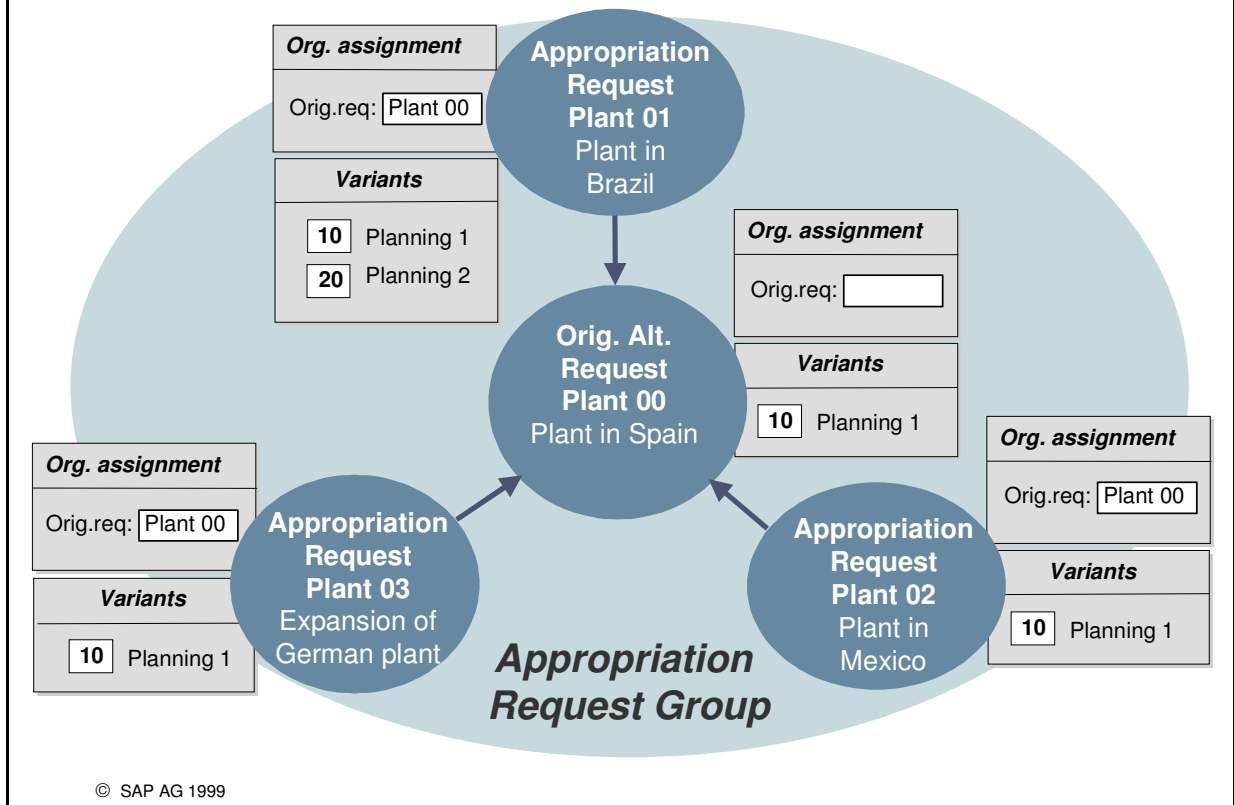 Org. assignment
Orig.req: Plant 00
Variants
10 Planning 1
20 Planning 2
Appropriation
Request
Plant 01
Plant in
Brazil
Org. assignment
Orig.req:
Variants
10 Planning 1
Orig. Alt.
Request
Plant 00
Plant in Spain
Org. assignment
Orig.req: Plant 00
Variants
10 Planning 1
Appropriation
Request
Plant 03
Expansion of
German plant
Appropriation
Request
Plant 02
Plant in
Mexico
Org. assignment
Orig.req: Plant 00
Variants
10 Planning 1
Appropriation
Request Group
© SAP AG 1999